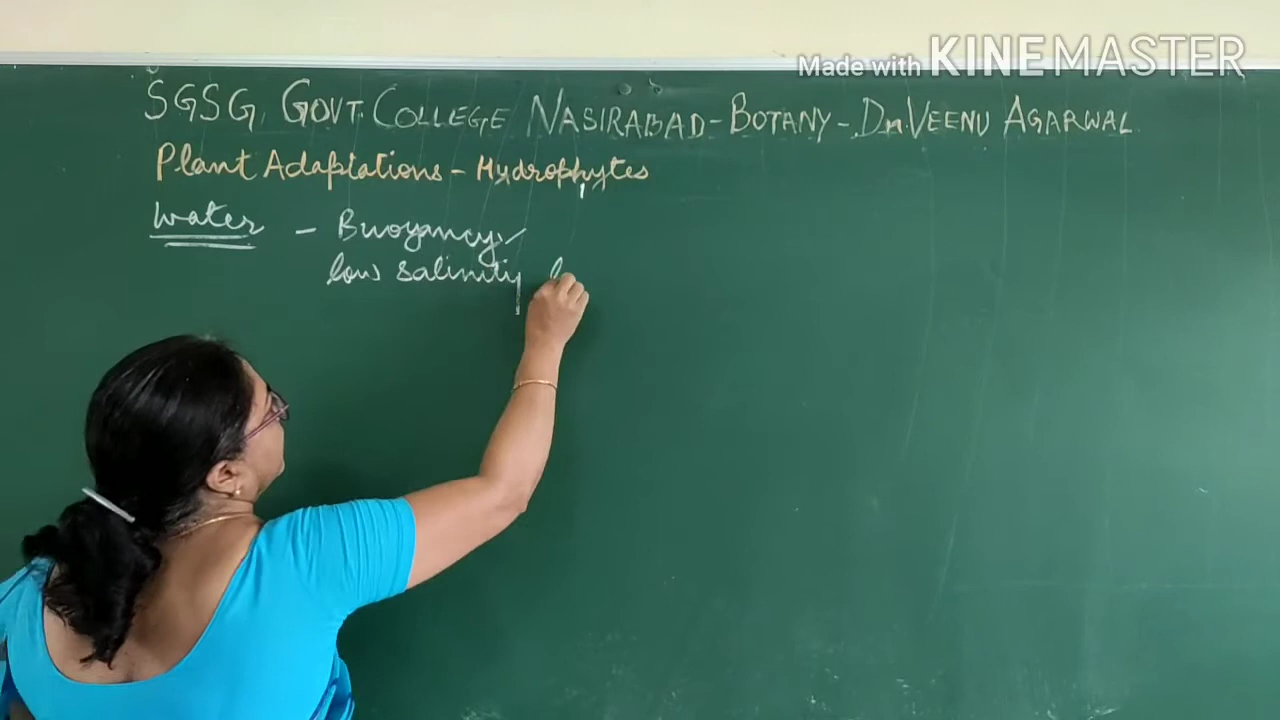 Made with KINEMASTER
SGSG GOVT. COLLEGE NASIRABAD - BOTANY - Dr. VEENU AGARWAL
Plant Adaptations - Hydrophytes
Water - Buoyancy
low salinity